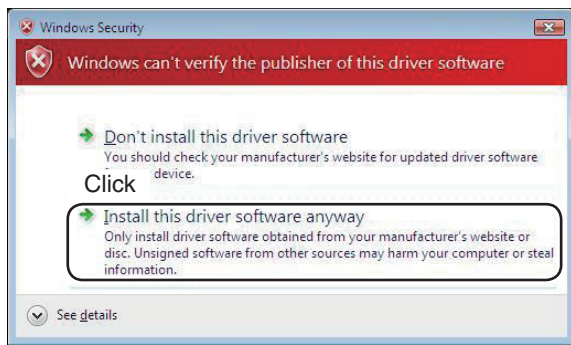 Windows Security
Windows can't verify the publisher of this driver software
Don't install this driver software
You should check your manufacturer's website for updated driver software
device.
Click
Install this driver software anyway
Only install driver software obtained from your manufacturer's website or
disc. Unsigned software from other sources may harm your computer or steal
information.
See details